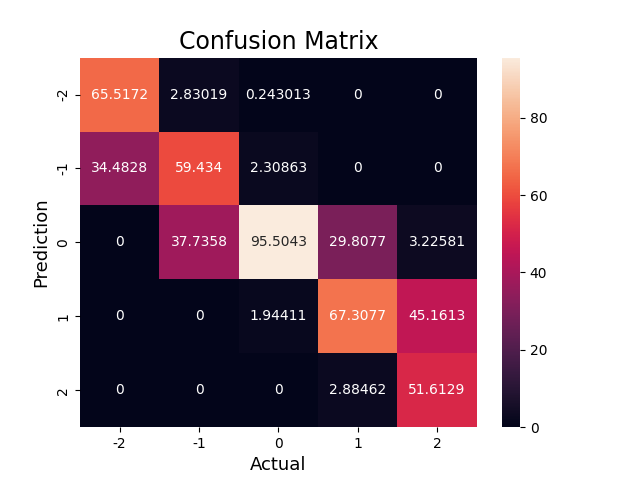 Confusion Matrix
-2 65.5172 2.83019 0.243013 0 0
-1 34.4828 59.434 2.30863 0 0
0 0 37.7358 95.5043 29.8077 3.22581
1 0 0 1.94411 67.3077 45.1613
2 0 0 0 2.88462 51.6129
-2 -1 0 1 2
Prediction
Actual
80
60
40
20
0